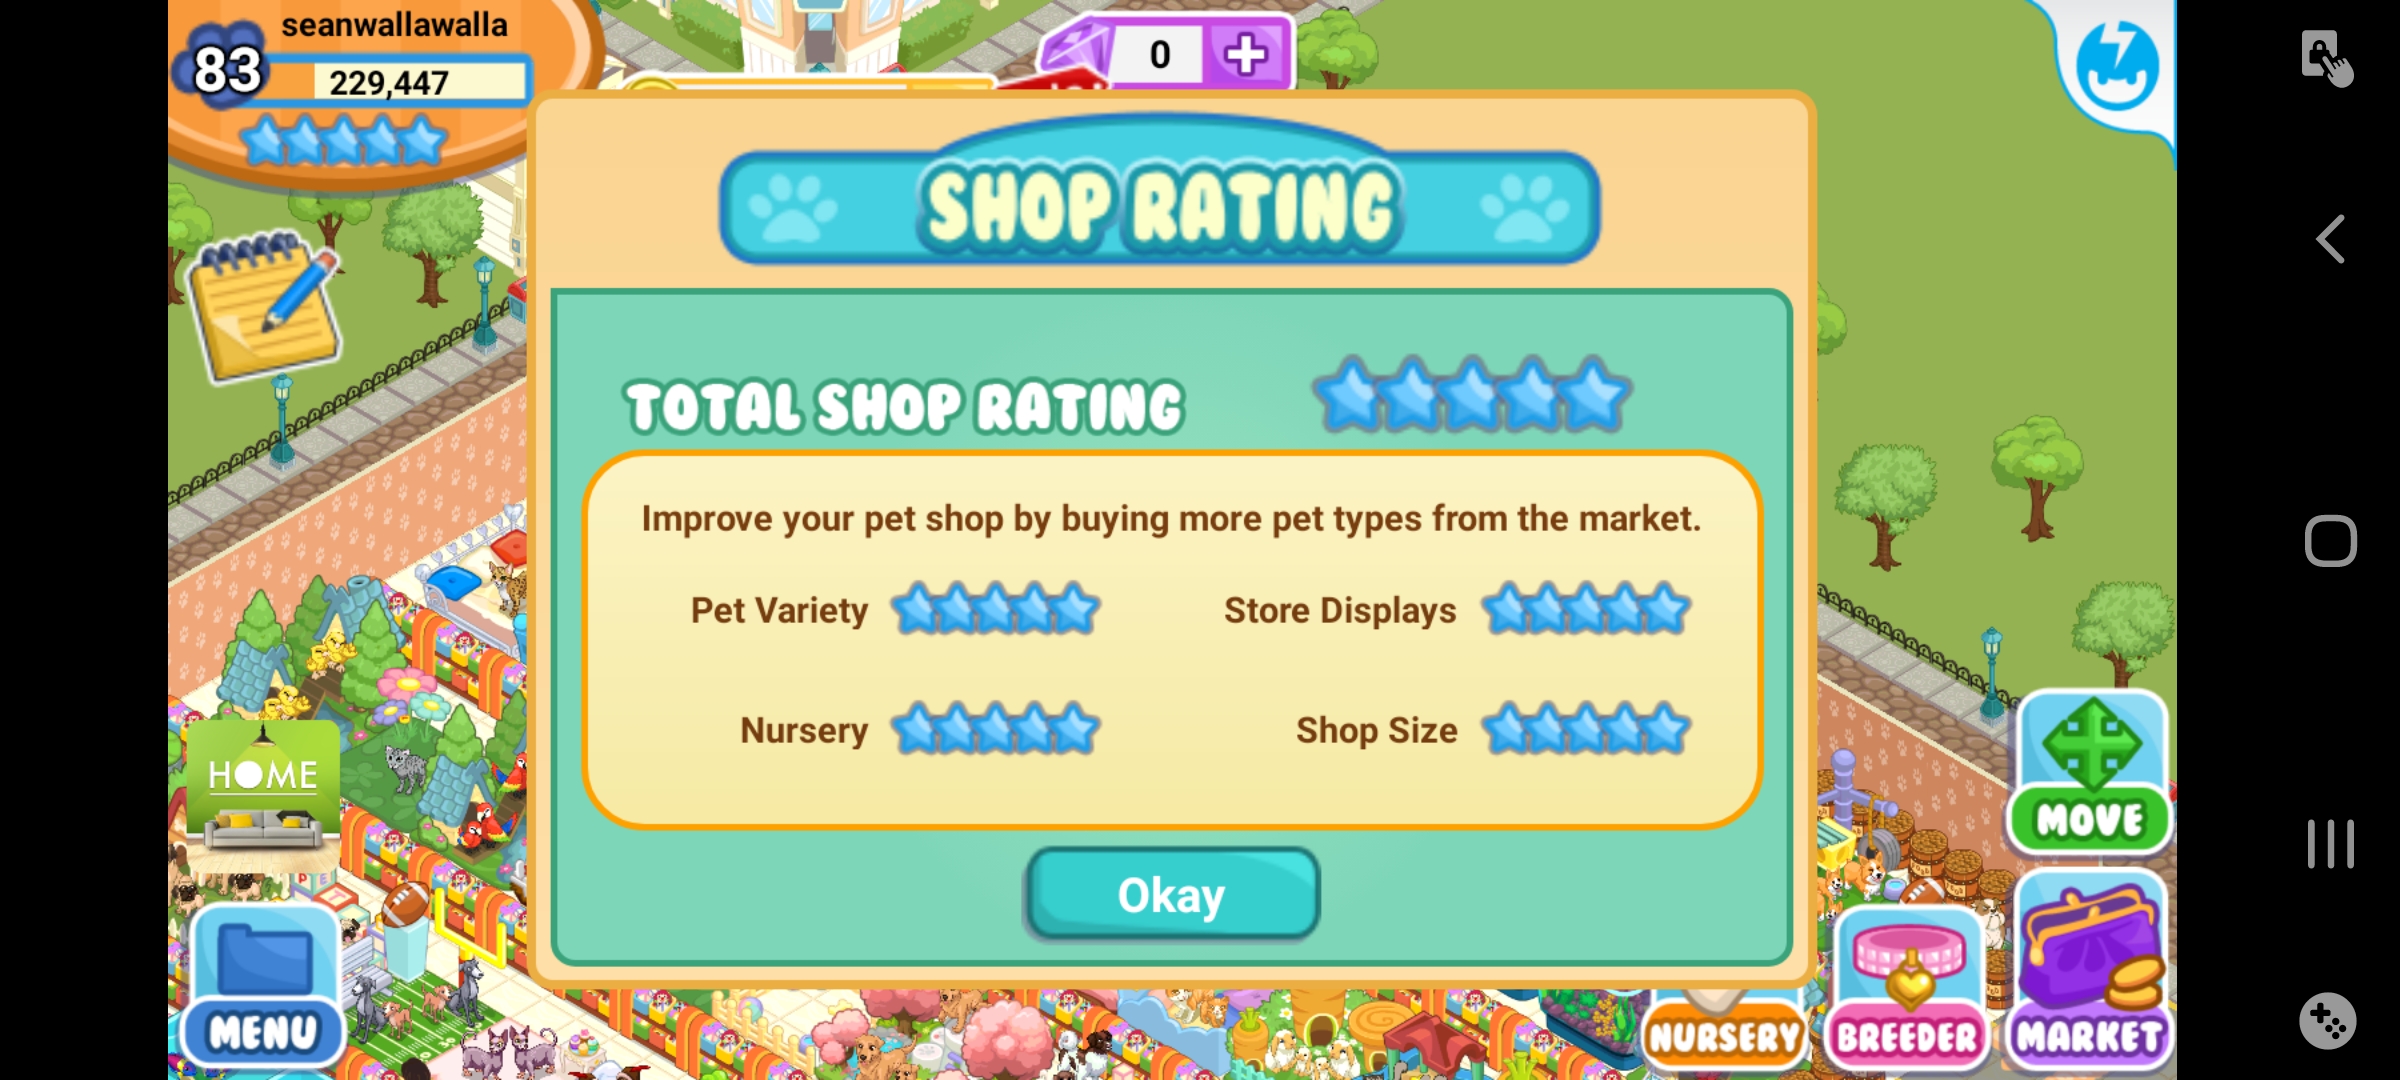 seanwallawalla
83
229,447
0
SHOP RATING
TOTAL SHOP RATING
Improve your pet shop by buying more pet types from the market.
Pet Variety
Store Displays
Nursery
Shop Size
Okay
HOME
MENU
MOVE
NURSERY
BREEDER
MARKET